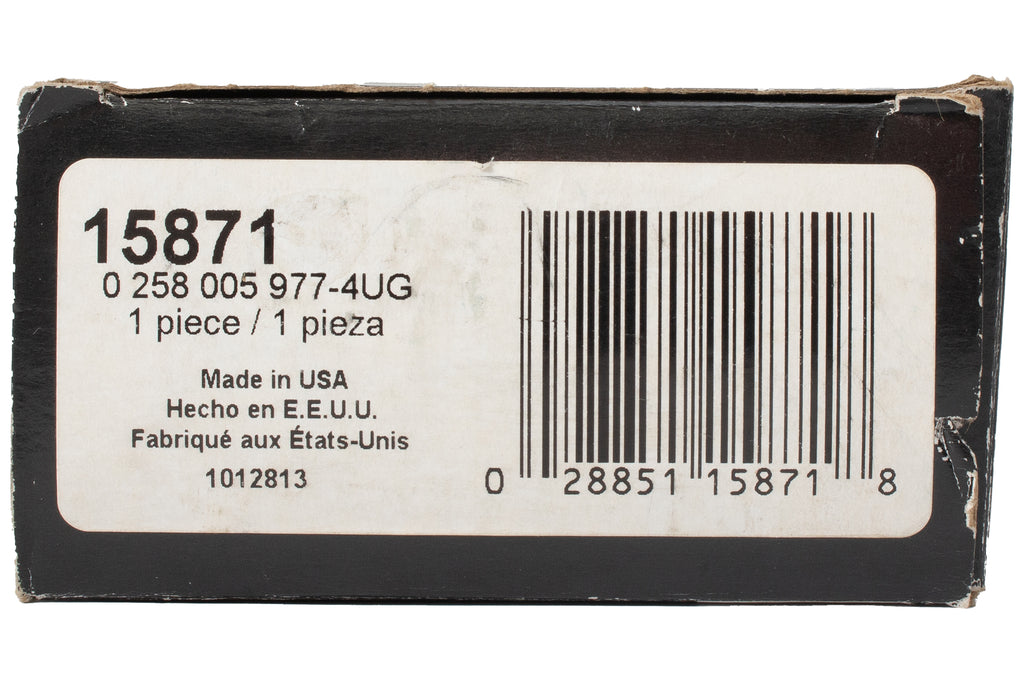 15871
0 258 005 977-4UG
1 piece / 1 pieza
Made in USA
Hecho en E.E.U.U.
Fabriqué aux États-Unis
1012813
0 28851 15871 8